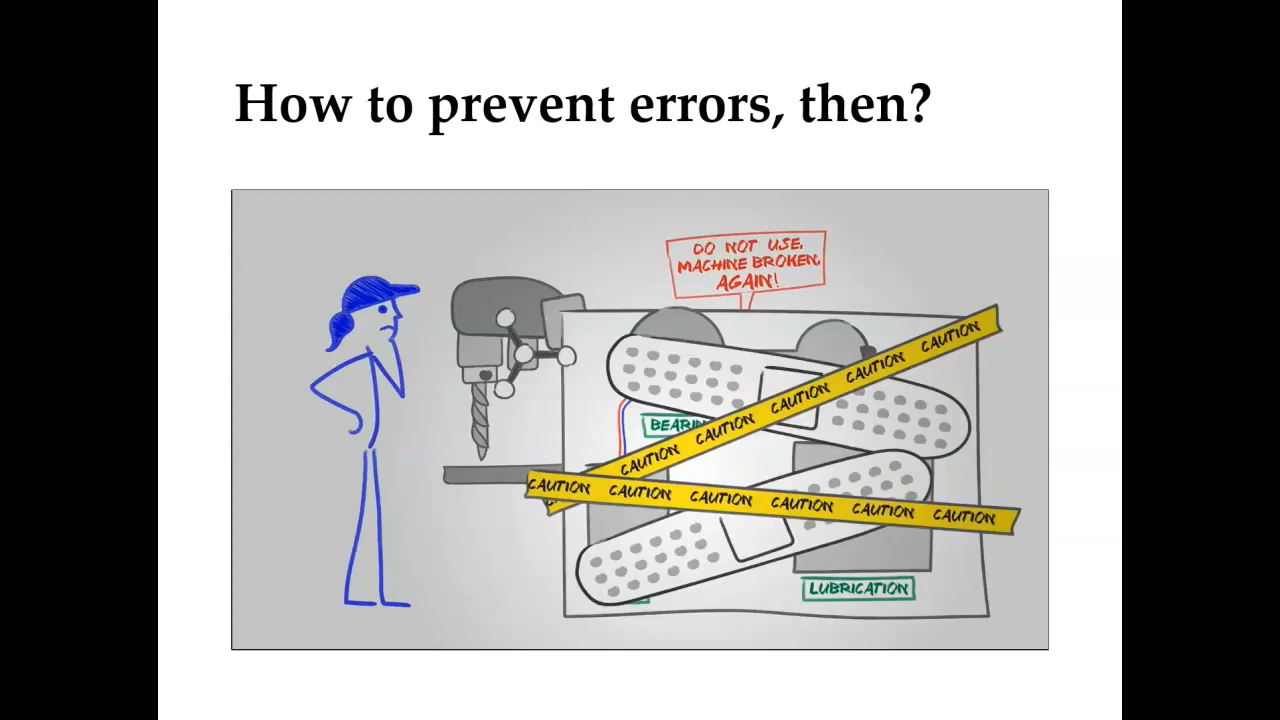 How to prevent errors, then?
DO NOT USE.
MACHINE BROKEN,
AGAIN!
CAUTION CAUTION CAUTION CAUTION CAUTION
CAUTION CAUTION CAUTION CAUTION CAUTION CAUTION
LUBRICATION